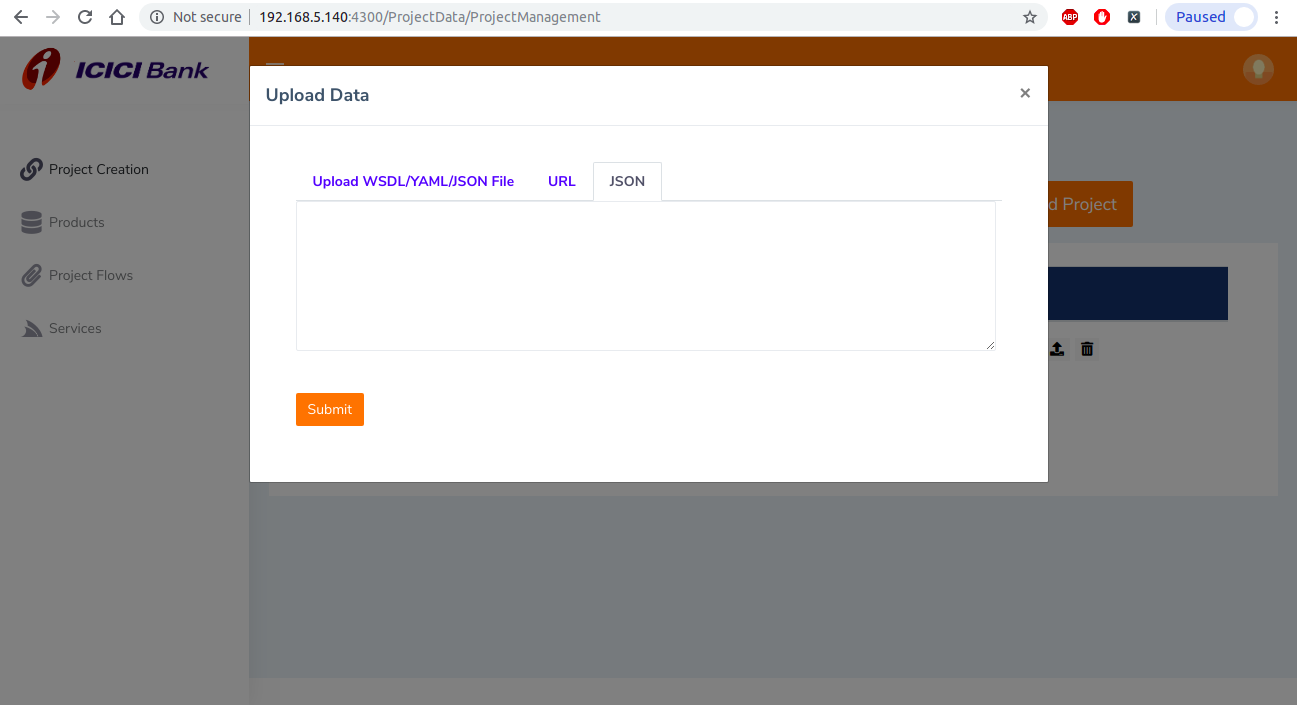 Not secure 192.168.5.140:4300/ProjectData/ProjectManagement ABP X Paused
ICICI Bank
Upload Data ×
Project Creation
Products
Project Flows
Services
Upload WSDL/YAML/JSON File URL JSON
d Project
Submit